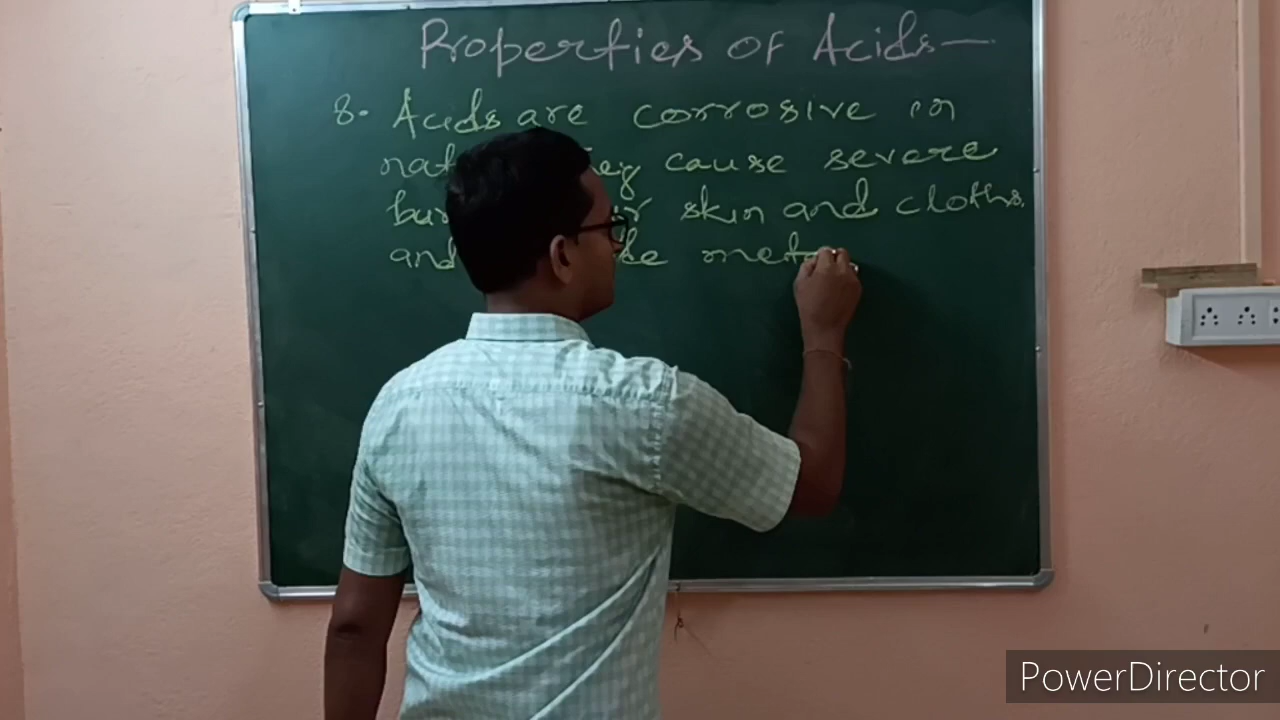 Properties of Acids—
8. Acids are corrosive in
cause severe
skin and cloths.
and
PowerDirector